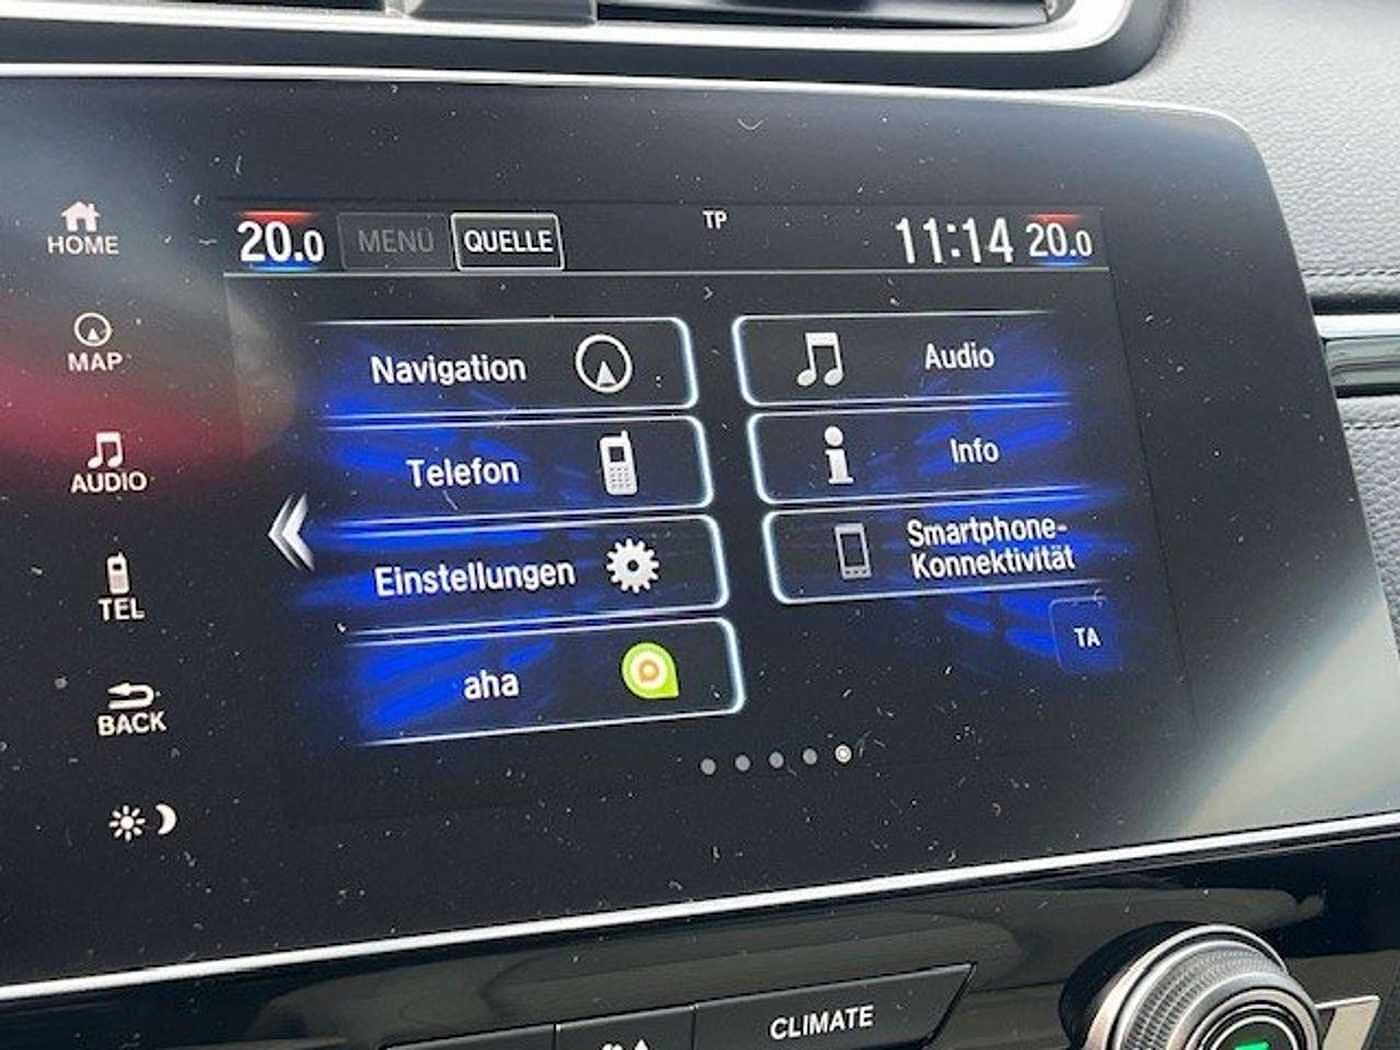 HOME
MAP
AUDIO
TEL
BACK
20.0
MENÜ
QUELLE
TP
11:14
20.0
Navigation
Audio
Telefon
Info
Einstellungen
Smartphone-
Konnektivität
aha
TA
CLIMATE